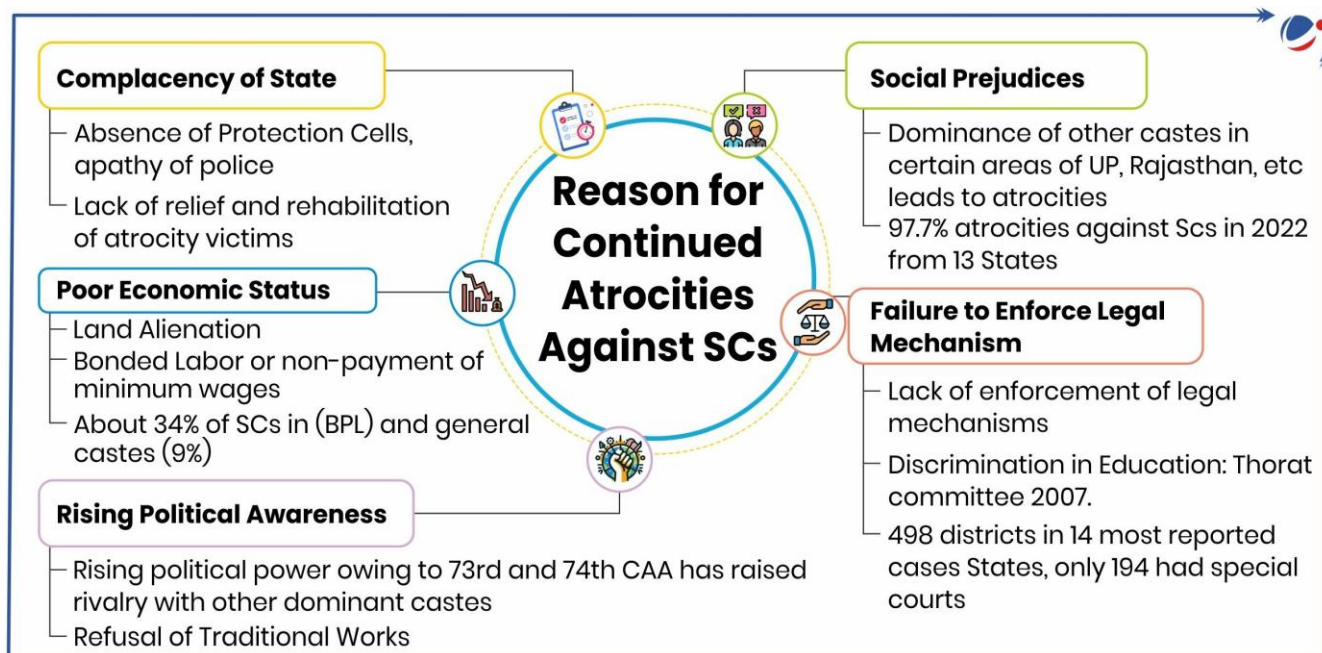 Complacency of State
Absence of Protection Cells,
apathy of police
Lack of relief and rehabilitation
of atrocity victims
Poor Economic Status
Land Alienation
Bonded Labor or non-payment of
minimum wages
About 34% of SCs in (BPL) and general
castes (9%)
Rising Political Awareness
Rising political power owing to 73rd and 74th CAA has raised
rivalry with other dominant castes
Refusal of Traditional Works
Reason for
Continued
Atrocities
Against SCs
Social Prejudices
Dominance of other castes in
certain areas of UP, Rajasthan, etc
leads to atrocities
97.7% atrocities against Scs in 2022
from 13 States
Failure to Enforce Legal
Mechanism
Lack of enforcement of legal
mechanisms
Discrimination in Education: Thorat
committee 2007.
498 districts in 14 most reported
cases States, only 194 had special
courts